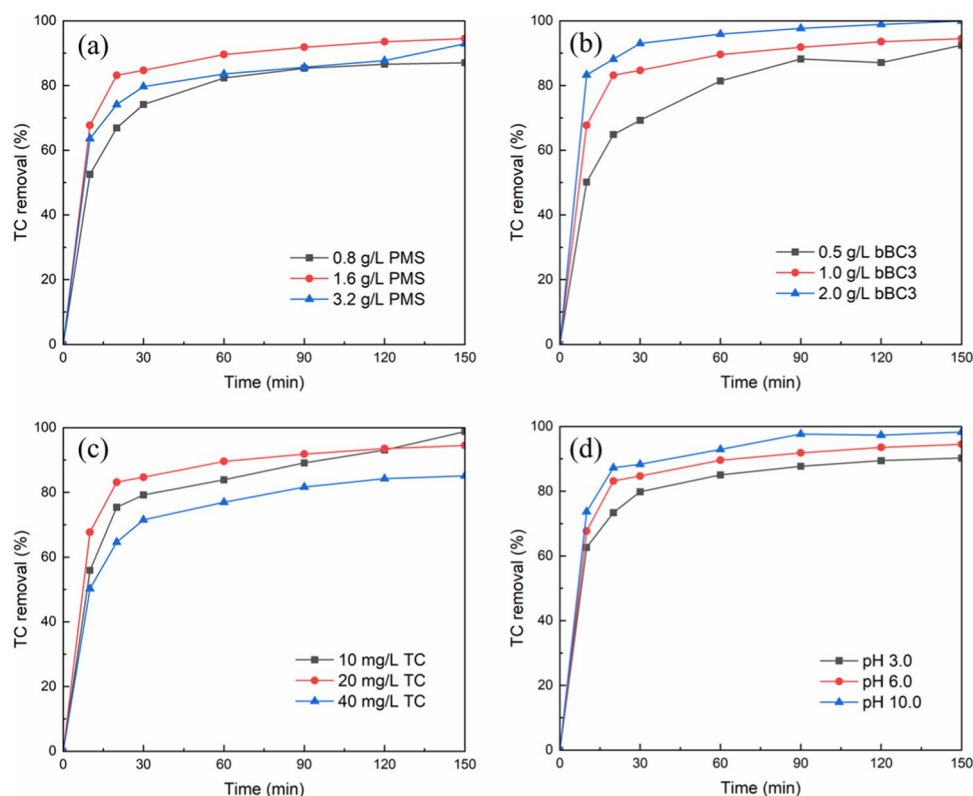 (a)
TC removal (%)
100
80
60
40
20
0
0 30 60 90 120 150
Time (min)
0.8 g/L PMS
1.6 g/L PMS
3.2 g/L PMS
(b)
TC removal (%)
100
80
60
40
20
0
0 30 60 90 120 150
Time (min)
0.5 g/L bBC3
1.0 g/L bBC3
2.0 g/L bBC3
(c)
TC removal (%)
100
80
60
40
20
0
0 30 60 90 120 150
Time (min)
10 mg/L TC
20 mg/L TC
40 mg/L TC
(d)
TC removal (%)
100
80
60
40
20
0
0 30 60 90 120 150
Time (min)
pH 3.0
pH 6.0
pH 10.0